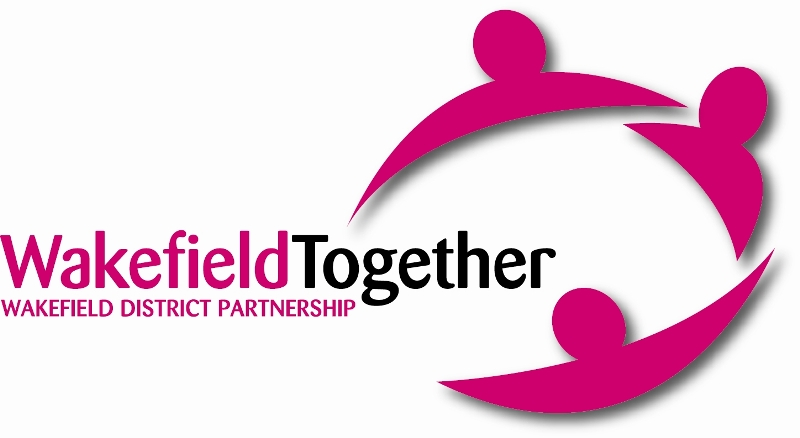 WakefieldTogether
WAKEFIELD DISTRICT PARTNERSHIP